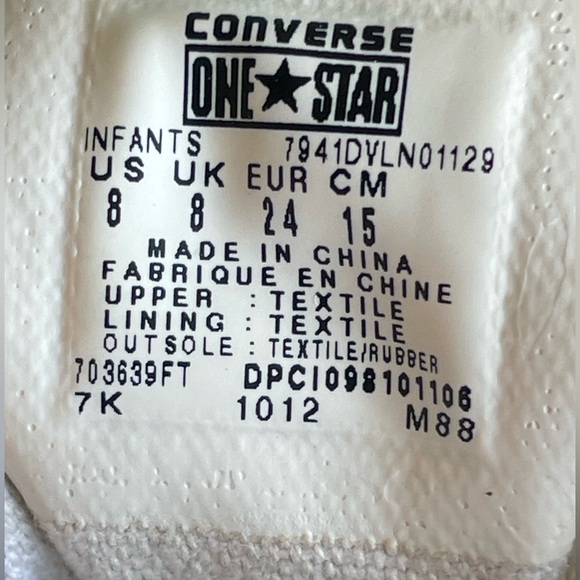 CONVERSE
ONE★STAR
INFANTS 7941DVLN01129
US UK EUR CM
8 8 24 15
MADE IN CHINA
FABRIQUE EN CHINE
UPPER : TEXTILE
LINING : TEXTILE
OUTSOLE : TEXTILE/RUBBER
703639FT DPCI098101106
7K 1012 M88